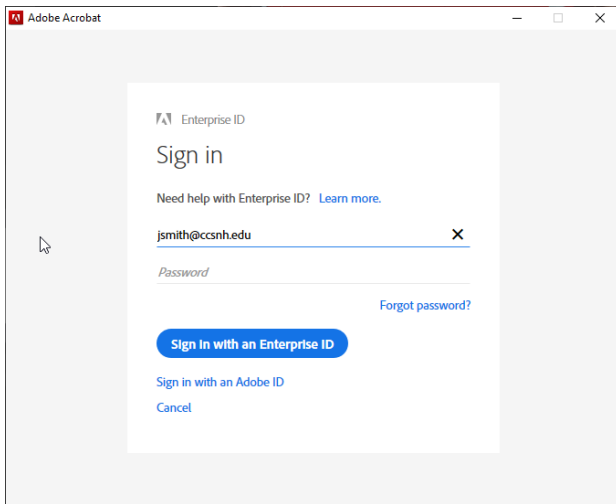 Adobe Acrobat
Enterprise ID
Sign in
Need help with Enterprise ID? Learn more.
jsmith@ccsnh.edu
Password
Forgot password?
Sign in with an Enterprise ID
Sign in with an Adobe ID
Cancel